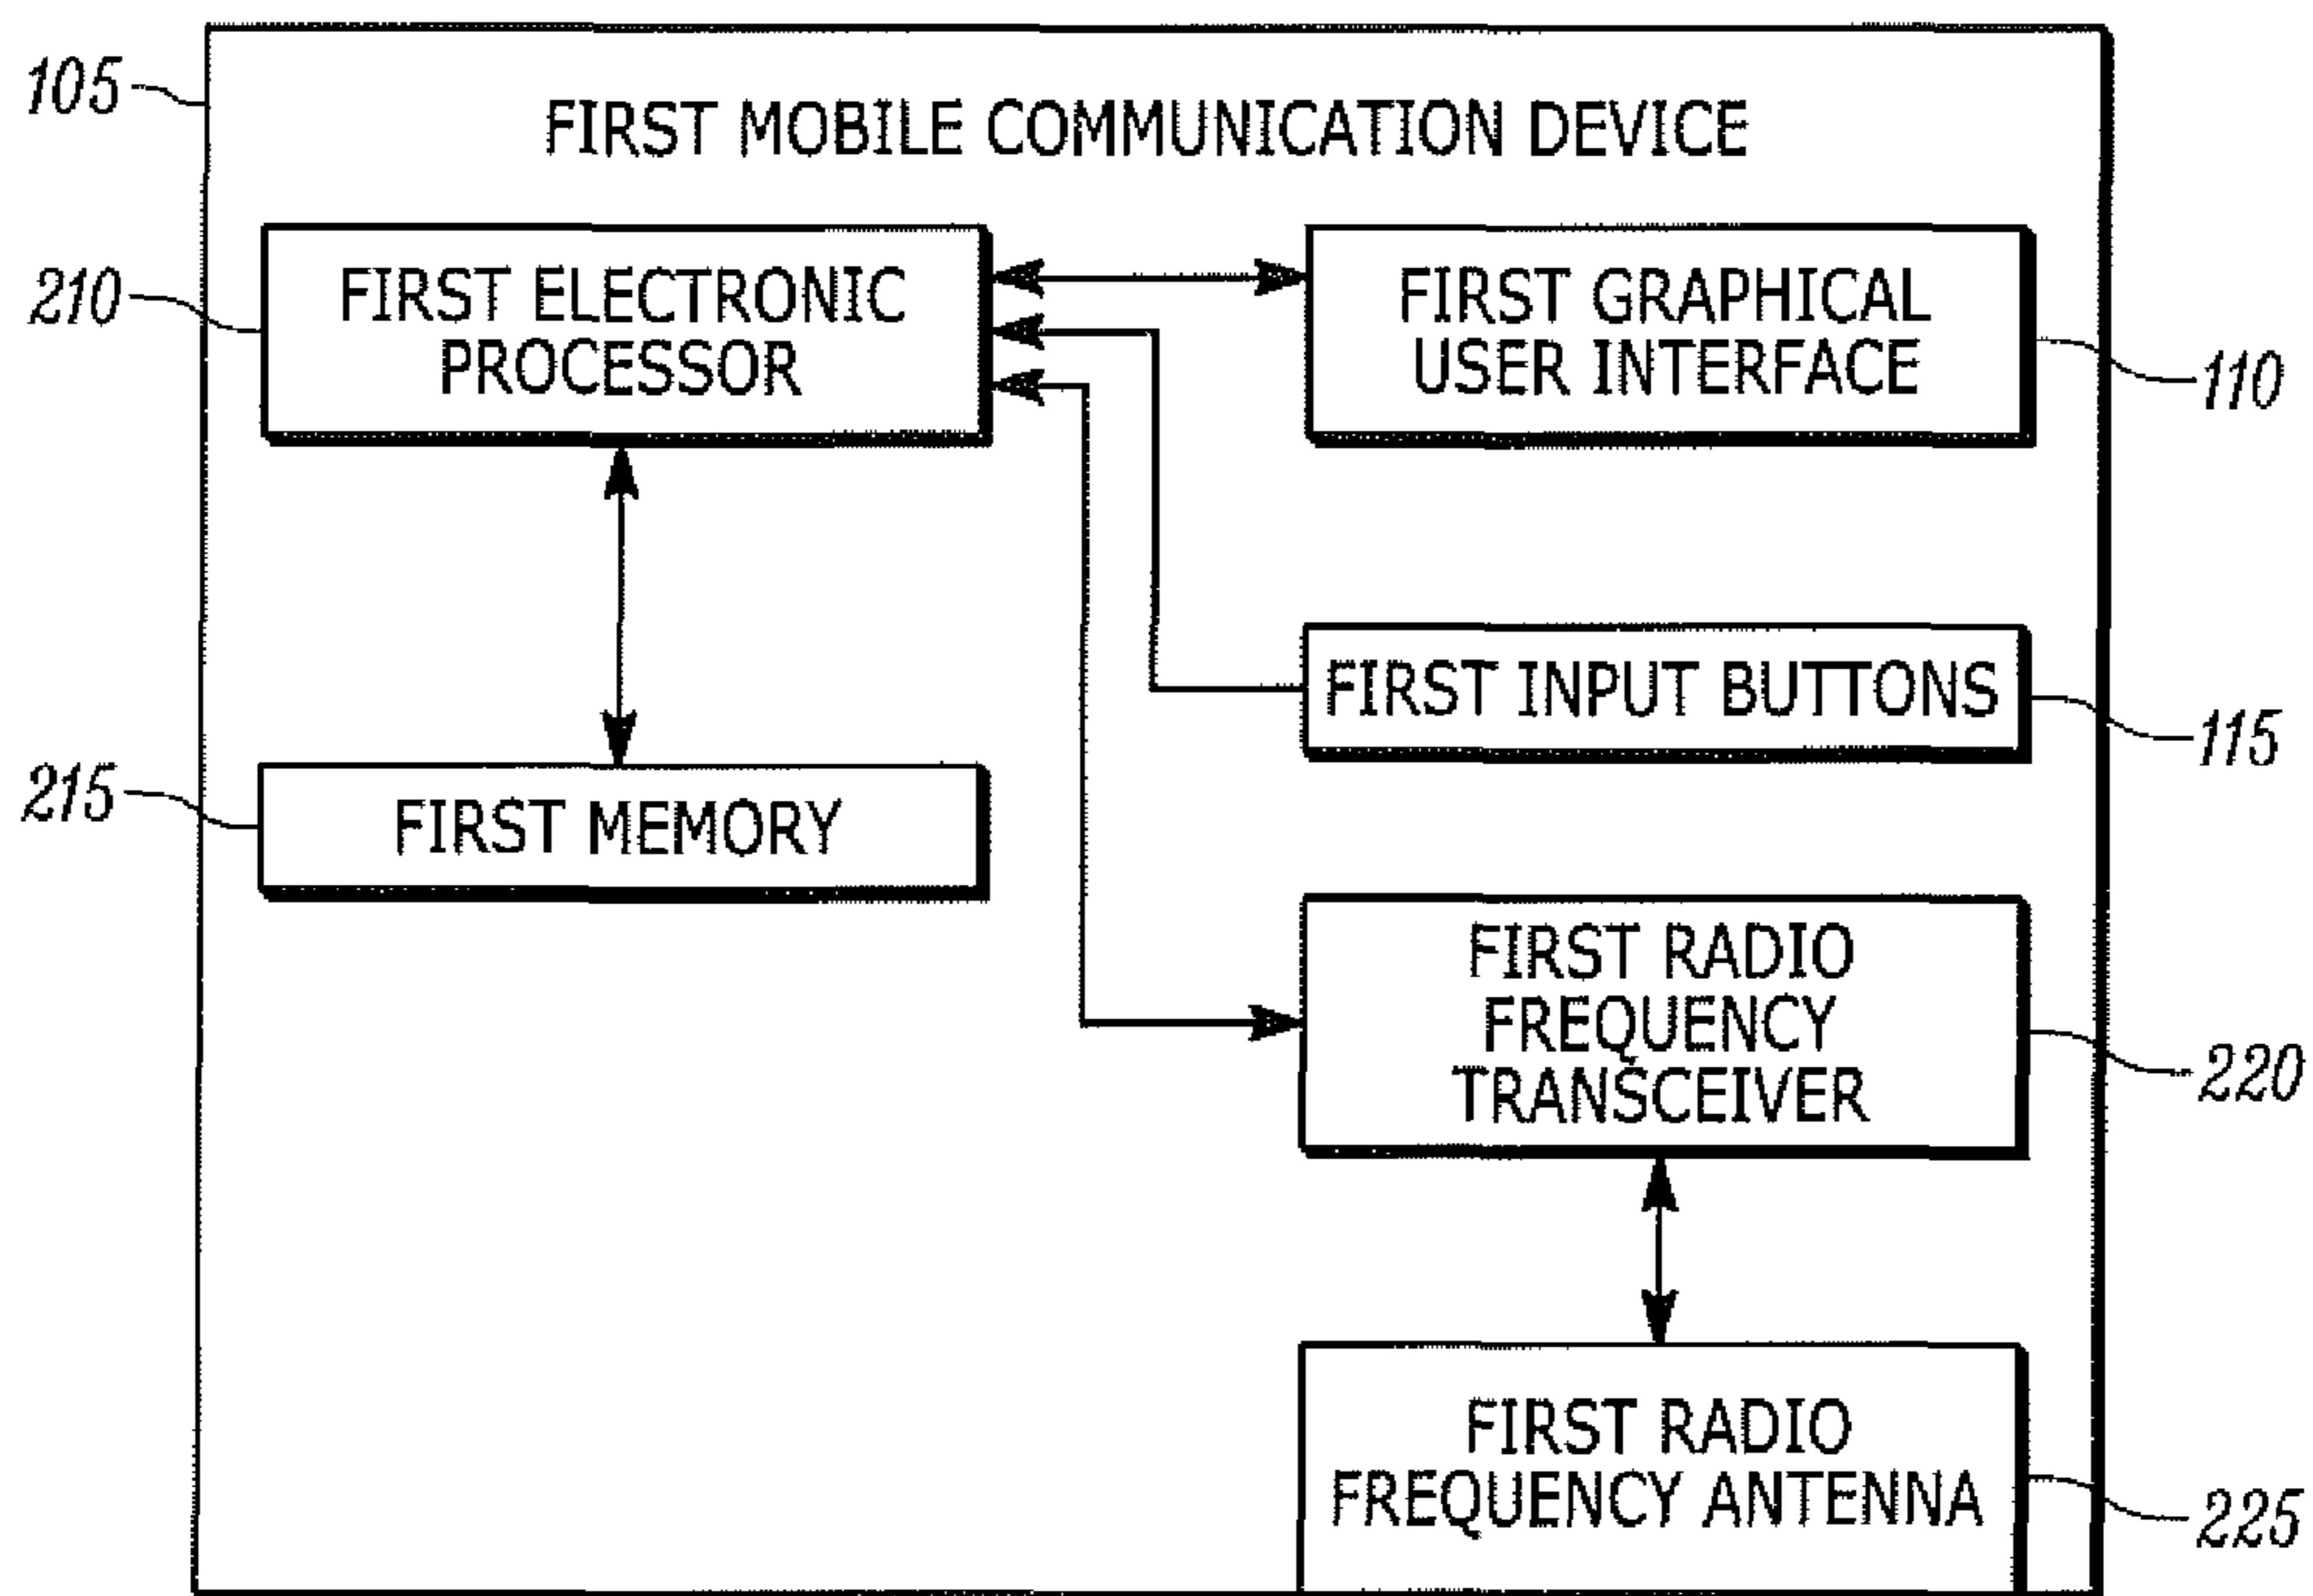 105
FIRST MOBILE COMMUNICATION DEVICE
210
FIRST ELECTRONIC
PROCESSOR
FIRST GRAPHICAL
USER INTERFACE
110
FIRST INPUT BUTTONS
115
215
FIRST MEMORY
FIRST RADIO
FREQUENCY
TRANSCEIVER
220
FIRST RADIO
FREQUENCY ANTENNA
225